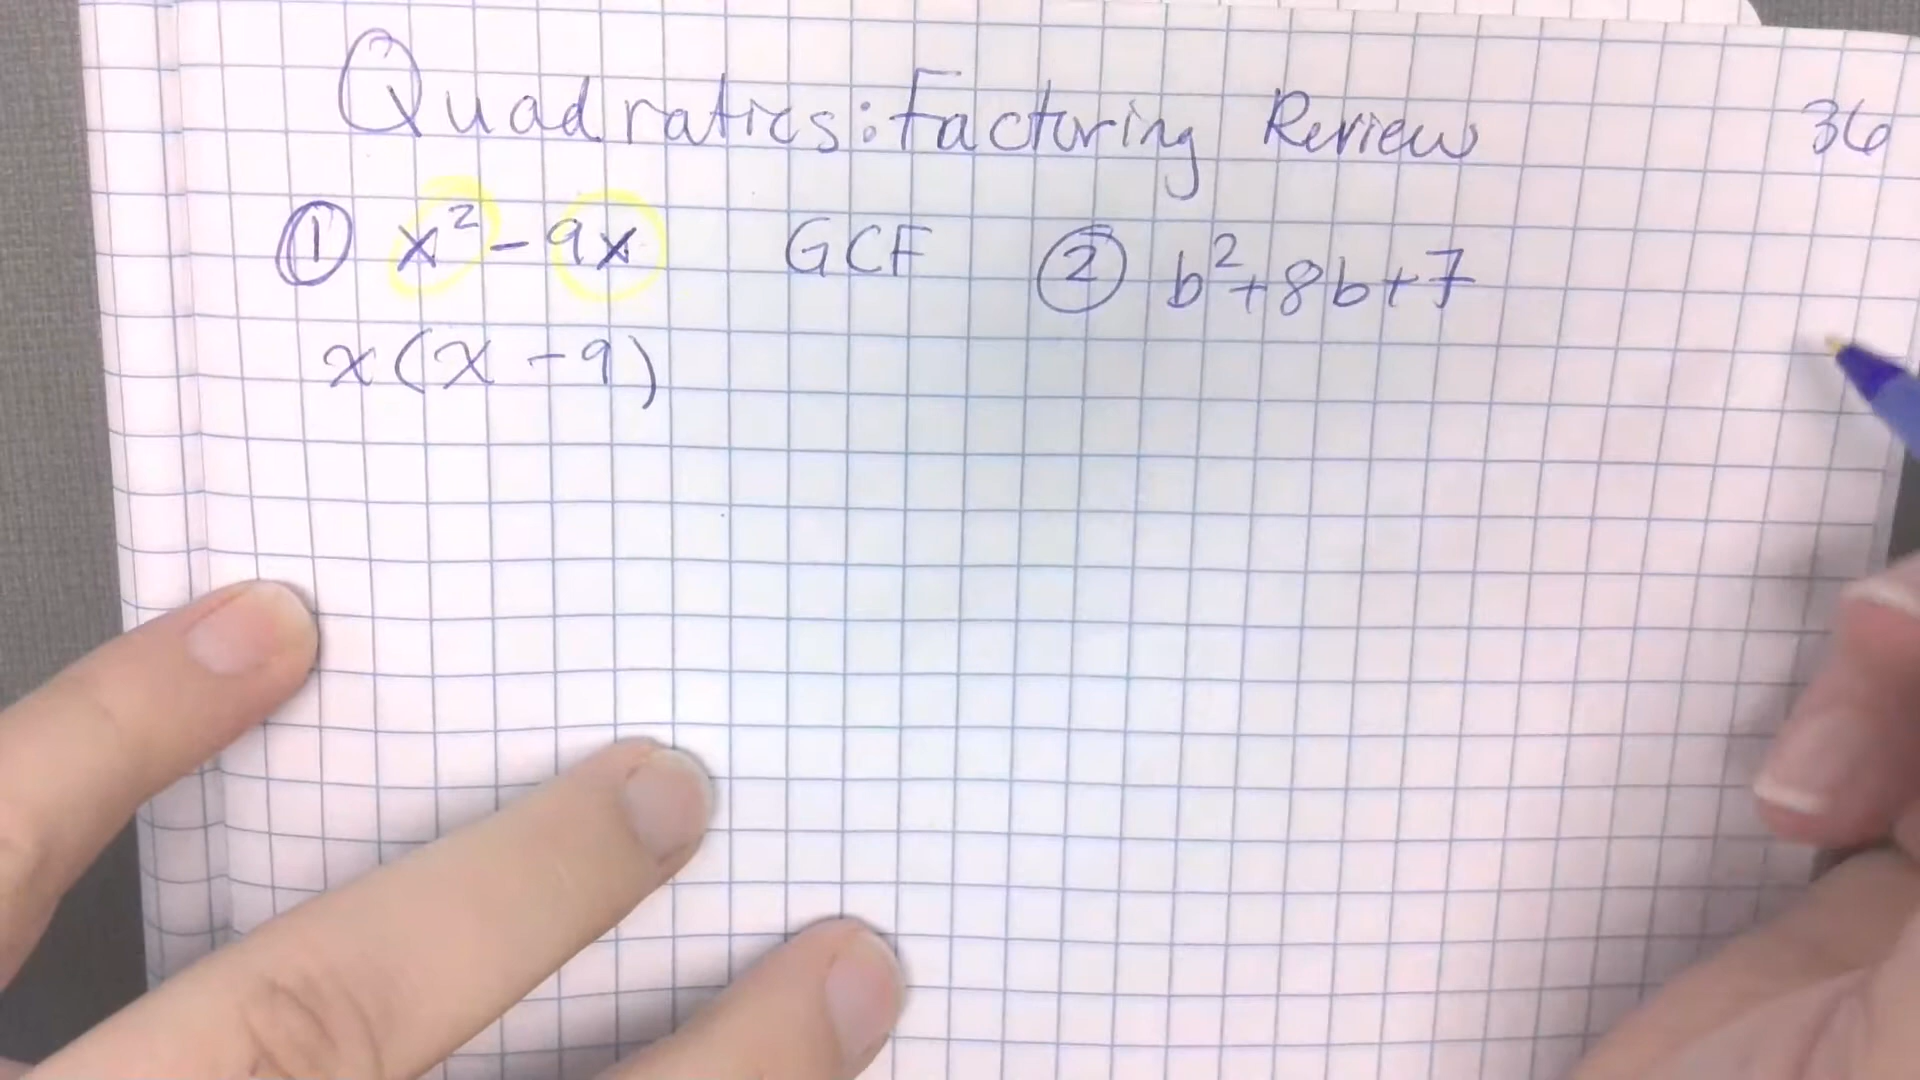 Quadratics: Factoring Review 36
① x² - 9x GCF ② b² + 8b + 7
x(x - 9)